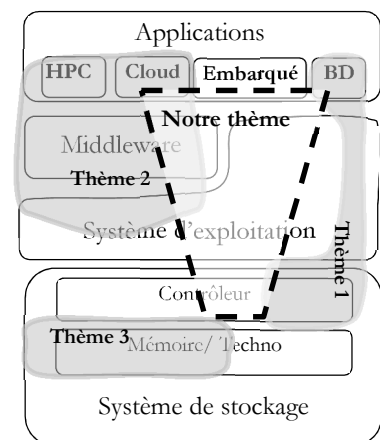 Applications
HPC Cloud Embarqué BD
Notre thème
Middleware
Thème 2
Système d'exploitation
Thème 1
Contrôleur
Thème 3
Mémoire/ Techno
Système de stockage